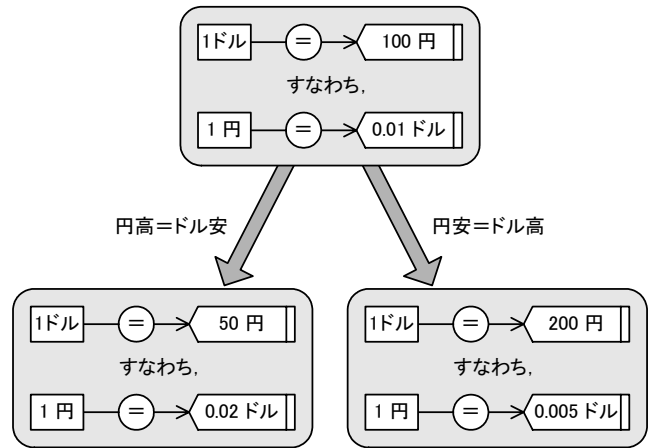 1ドル = 100 円
すなわち,
1 円 = 0.01 ドル
円高＝ドル安
円安＝ドル高
1ドル = 50 円
すなわち,
1 円 = 0.02 ドル
1ドル = 200 円
すなわち,
1 円 = 0.005 ドル